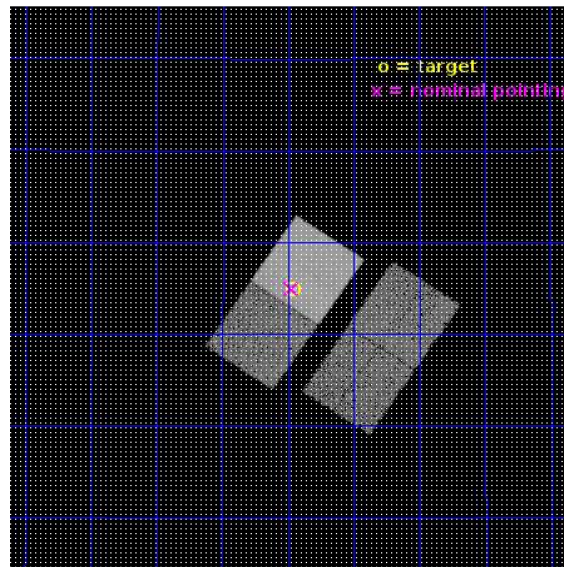 o = target
x = nominal pointin